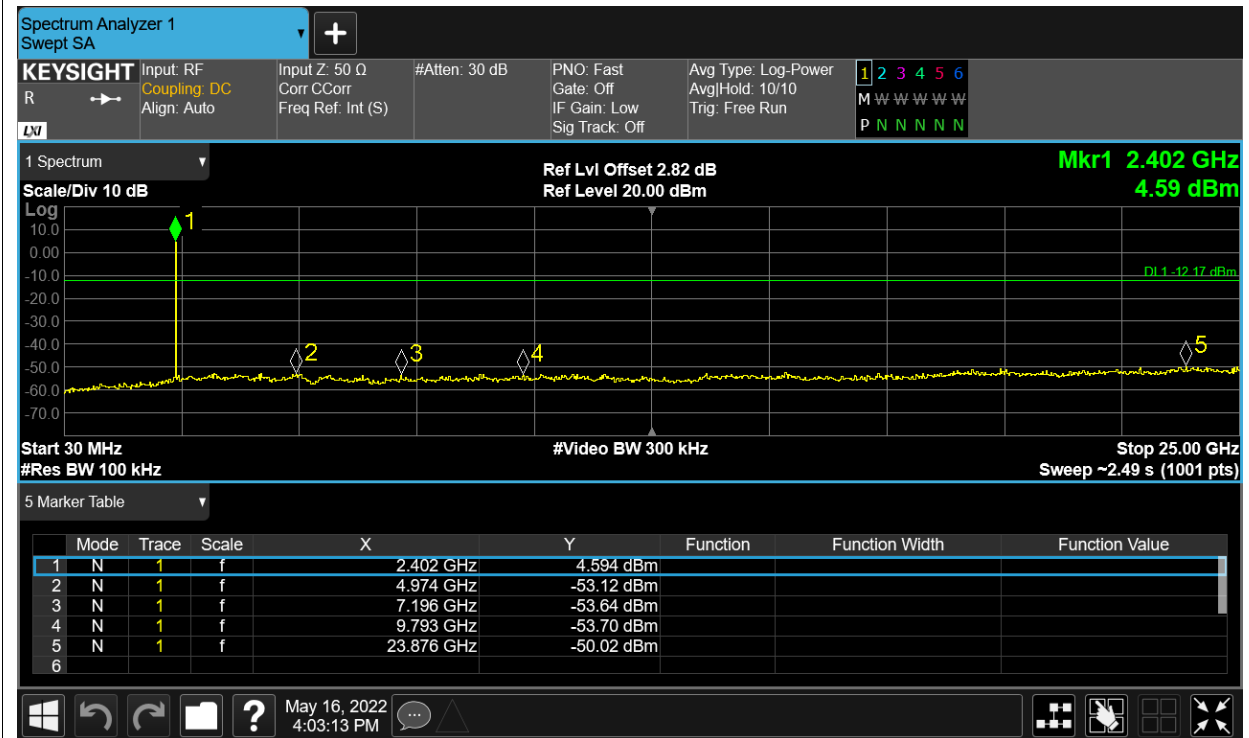 Spectrum Analyzer 1
Swept SA
KEYSIGHT
R
LXI
Input: RF
Coupling: DC
Align: Auto
Input Z: 50 Ω
Corr CCorr
Freq Ref: Int (S)
#Atten: 30 dB
PNO: Fast
Gate: Off
IF Gain: Low
Sig Track: Off
Avg Type: Log-Power
Avg|Hold: 10/10
Trig: Free Run
1 2 3 4 5 6
M W W W W W
P N N N N N
1 Spectrum
Scale/Div 10 dB
Ref Lvl Offset 2.82 dB
Ref Level 20.00 dBm
Mkr1 2.402 GHz
4.59 dBm
Log
10.0
0.00
-10.0
-20.0
-30.0
-40.0
-50.0
-60.0
-70.0
1
2
3
4
5
DL1 -12.17 dBm
Start 30 MHz
#Res BW 100 kHz
#Video BW 300 kHz
Stop 25.00 GHz
Sweep ~2.49 s (1001 pts)
5 Marker Table
Mode Trace Scale X Y Function Function Width Function Value
1 N 1 f 2.402 GHz 4.594 dBm
2 N 1 f 4.974 GHz -53.12 dBm
3 N 1 f 7.196 GHz -53.64 dBm
4 N 1 f 9.793 GHz -53.70 dBm
5 N 1 f 23.876 GHz -50.02 dBm
6
?
May 16, 2022
4:03:13 PM